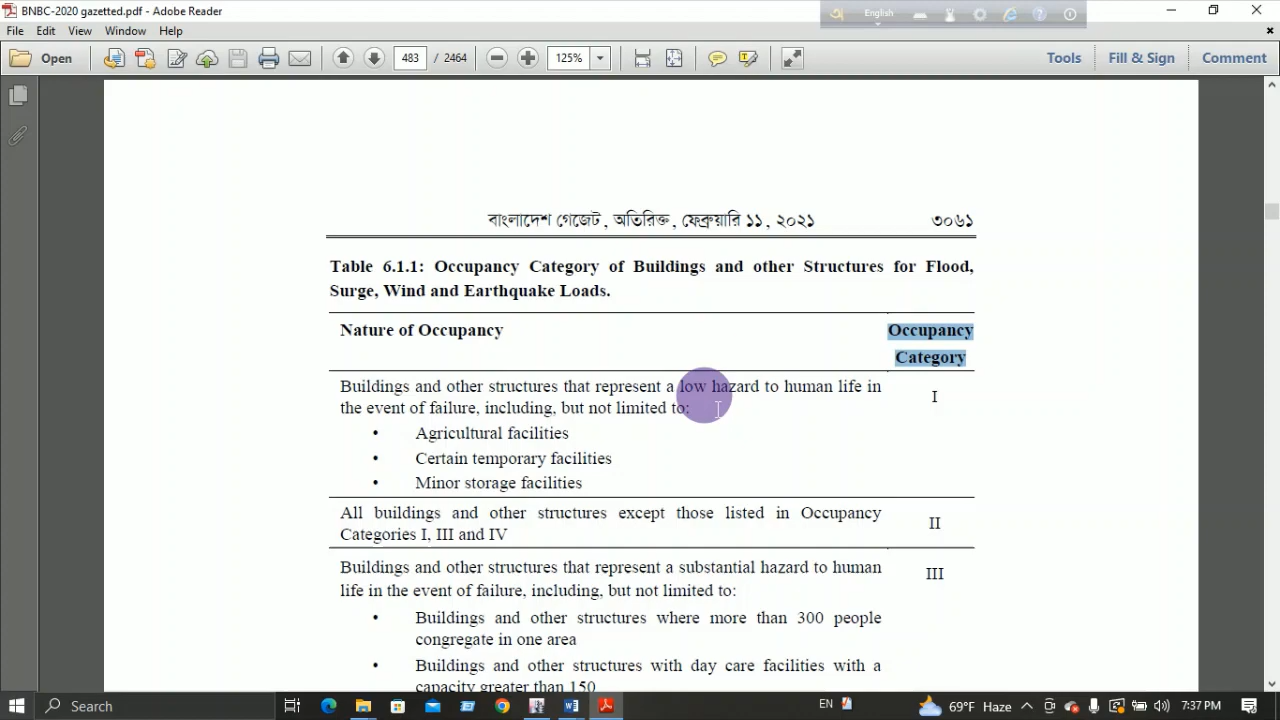 BNBC-2020 gazetted.pdf - Adobe Reader
English
File Edit View Window Help
Open 483 / 2464 125% Tools Fill & Sign Comment
বাংলাদেশ গেজেট, অতিরিক্ত, ফেব্রুয়ারি ১১, ২০২১ ৩০৬১
Table 6.1.1: Occupancy Category of Buildings and other Structures for Flood,
Surge, Wind and Earthquake Loads.
Nature of Occupancy Occupancy
Category
Buildings and other structures that represent a low hazard to human life in I
the event of failure, including, but not limited to:
• Agricultural facilities
• Certain temporary facilities
• Minor storage facilities
All buildings and other structures except those listed in Occupancy II
Categories I, III and IV
Buildings and other structures that represent a substantial hazard to human III
life in the event of failure, including, but not limited to:
• Buildings and other structures where more than 300 people
congregate in one area
• Buildings and other structures with day care facilities with a
capacity greater than 150
Search EN 69°F Haze 7:37 PM